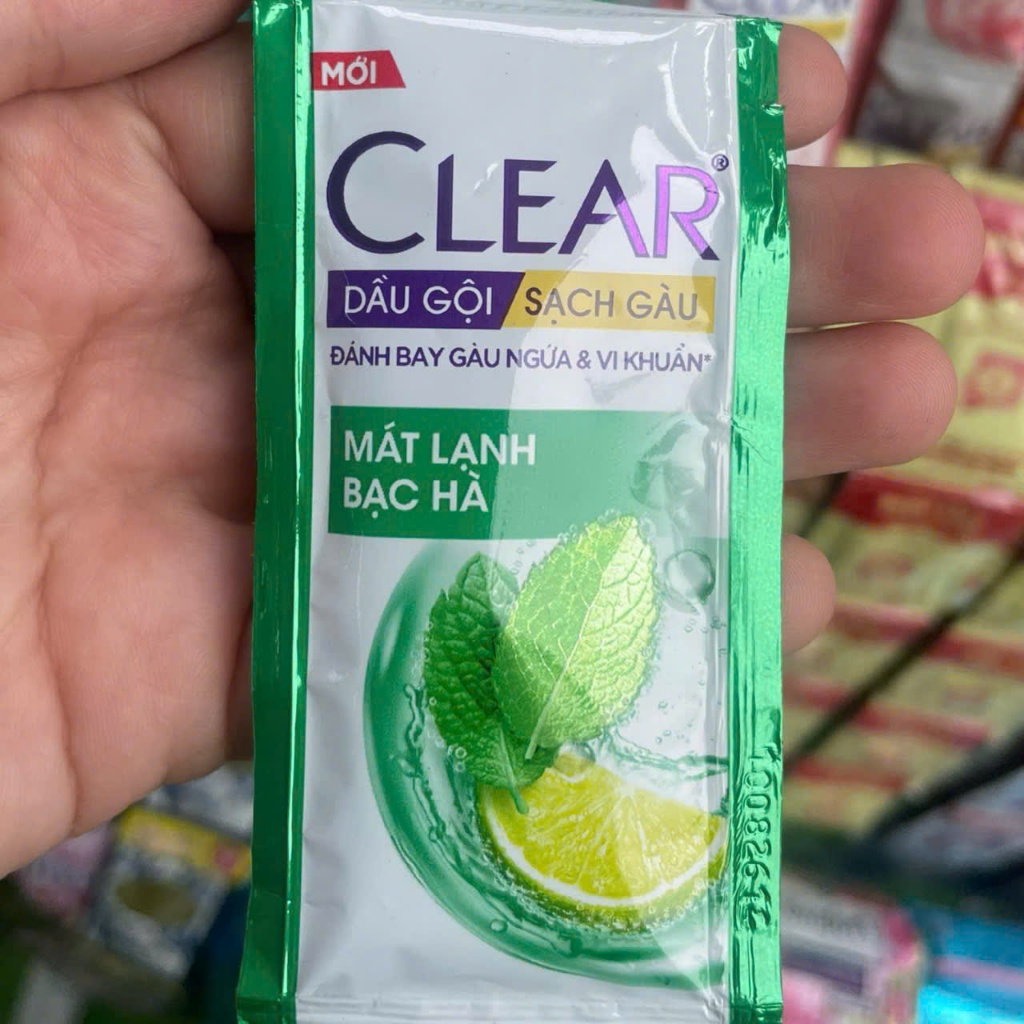 MỚI
CLEAR®
DẦU GỘI SẠCH GÀU
ĐÁNH BAY GÀU NGỨA & VI KHUẨN*
MÁT LẠNH
BẠC HÀ